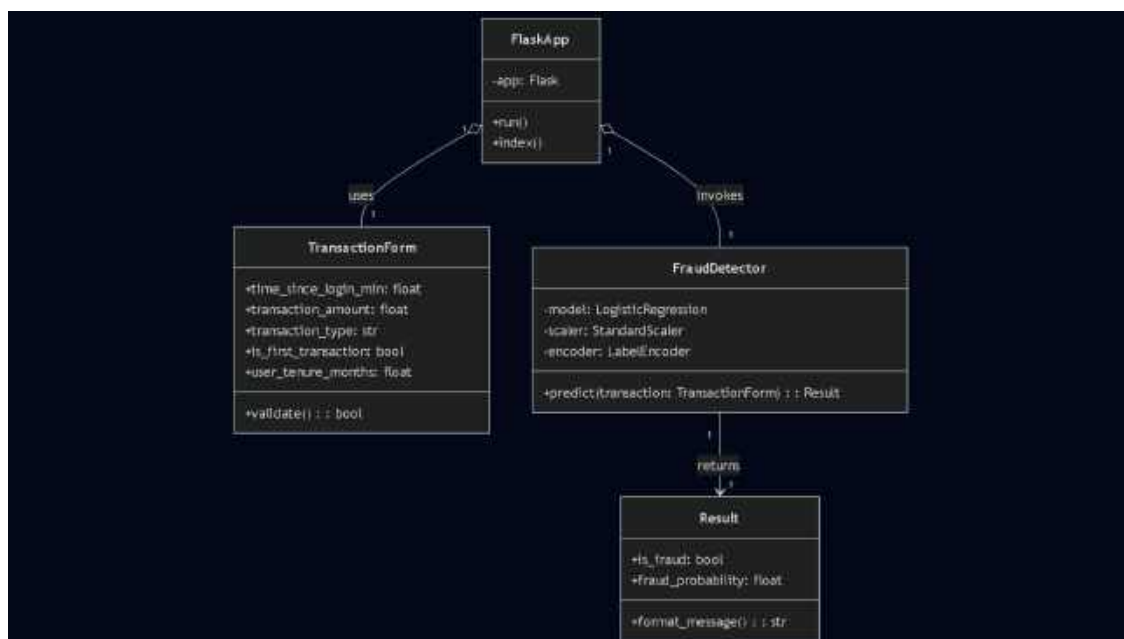 FlaskApp
-app: Flask
+run()
+index()
1
1
uses
invokes
1
1
TransactionForm
+time_since_login_min: float
+transaction_amount: float
+transaction_type: str
+is_first_transaction: bool
+user_tenure_months: float
+validate() : : bool
FraudDetector
-model: LogisticRegression
-scaler: StandardScaler
-encoder: LabelEncoder
+predict(transaction: TransactionForm) : : Result
1
returns
1
Result
+is_fraud: bool
+fraud_probability: float
+format_message() : : str